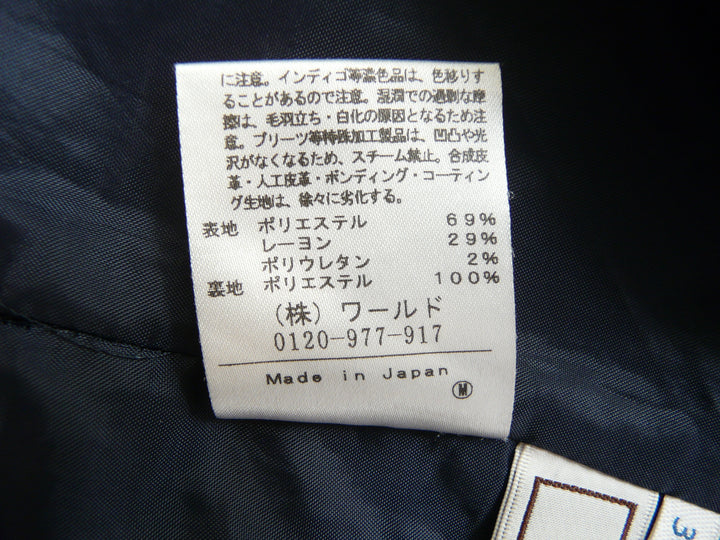 に注意。インディゴ等濃色品は、色移りす
ることがあるので注意。湿潤での過剰な摩
擦は、毛羽立ち・白化の原因となるため注
意。プリーツ等特殊加工製品は、凹凸や光
沢がなくなるため、スチーム禁止。合成皮
革・人工皮革・ボンディング・コーティン
グ生地は、徐々に劣化する。
表地 ポリエステル 69%
レーヨン 29%
ポリウレタン 2%
裏地 ポリエステル 100%
(株)ワールド
0120-977-917
Made in Japan
M
3